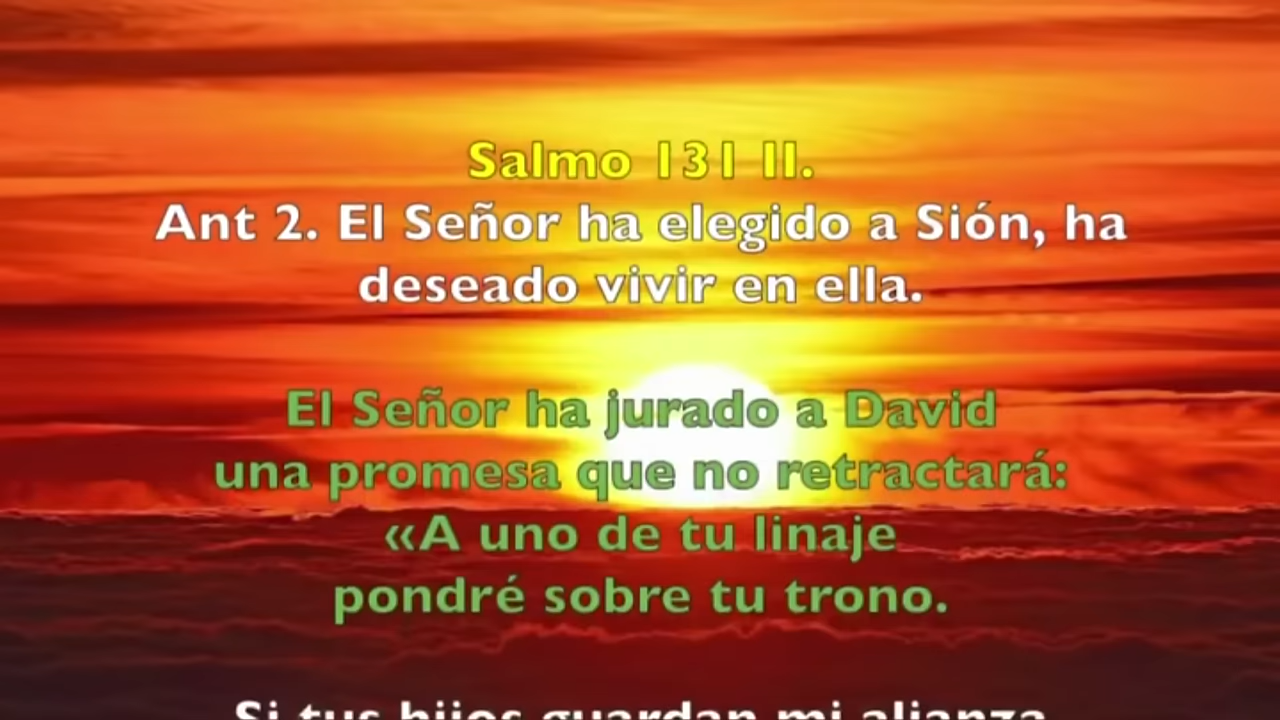 Salmo 131 II.
Ant 2. El Señor ha elegido a Sión, ha
deseado vivir en ella.
El Señor ha jurado a David
una promesa que no retractará:
«A uno de tu linaje
pondré sobre tu trono.
Si tus hijos guardan mi alianza